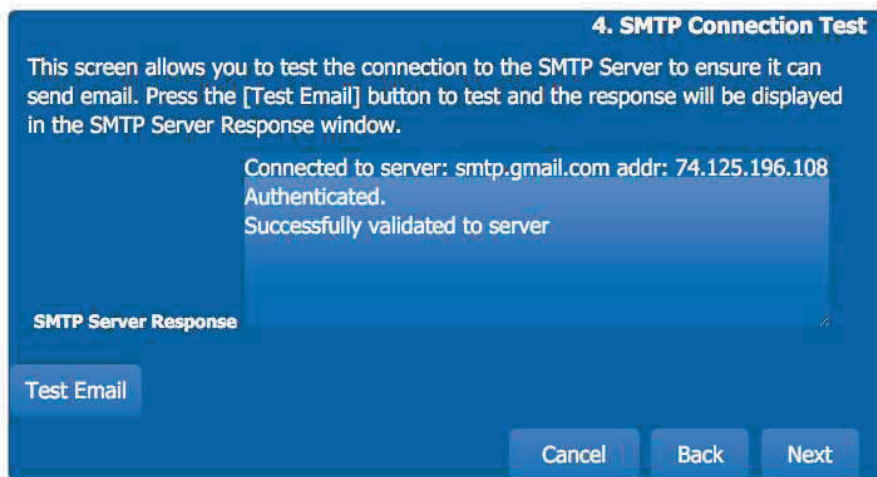 4. SMTP Connection Test
This screen allows you to test the connection to the SMTP Server to ensure it can
send email. Press the [Test Email] button to test and the response will be displayed
in the SMTP Server Response window.
Connected to server: smtp.gmail.com addr: 74.125.196.108
Authenticated.
Successfully validated to server
SMTP Server Response
Test Email
Cancel Back Next